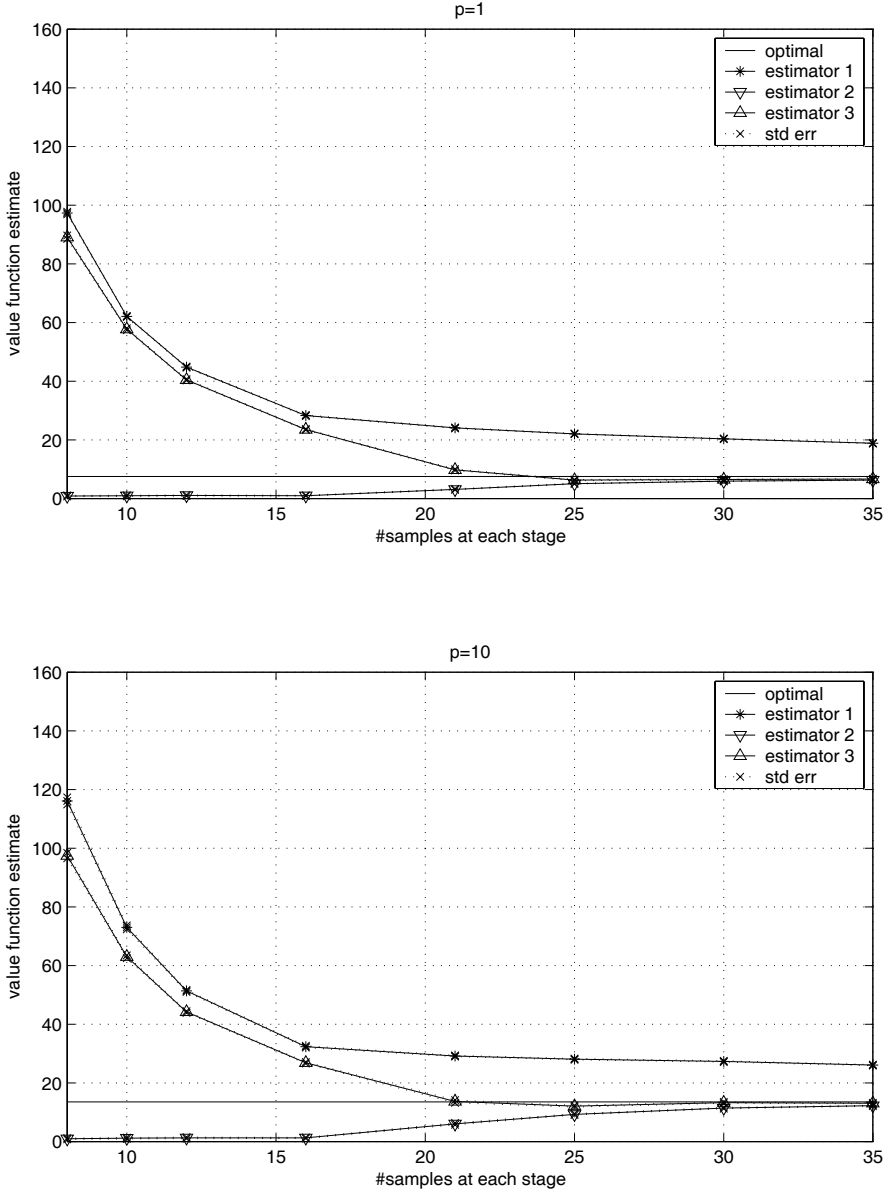 p=1
160
140
120
100
80
60
40
20
0
value function estimate
optimal
estimator 1
estimator 2
estimator 3
std err
10 15 20 25 30 35
#samples at each stage
p=10
160
140
120
100
80
60
40
20
0
value function estimate
optimal
estimator 1
estimator 2
estimator 3
std err
10 15 20 25 30 35
#samples at each stage